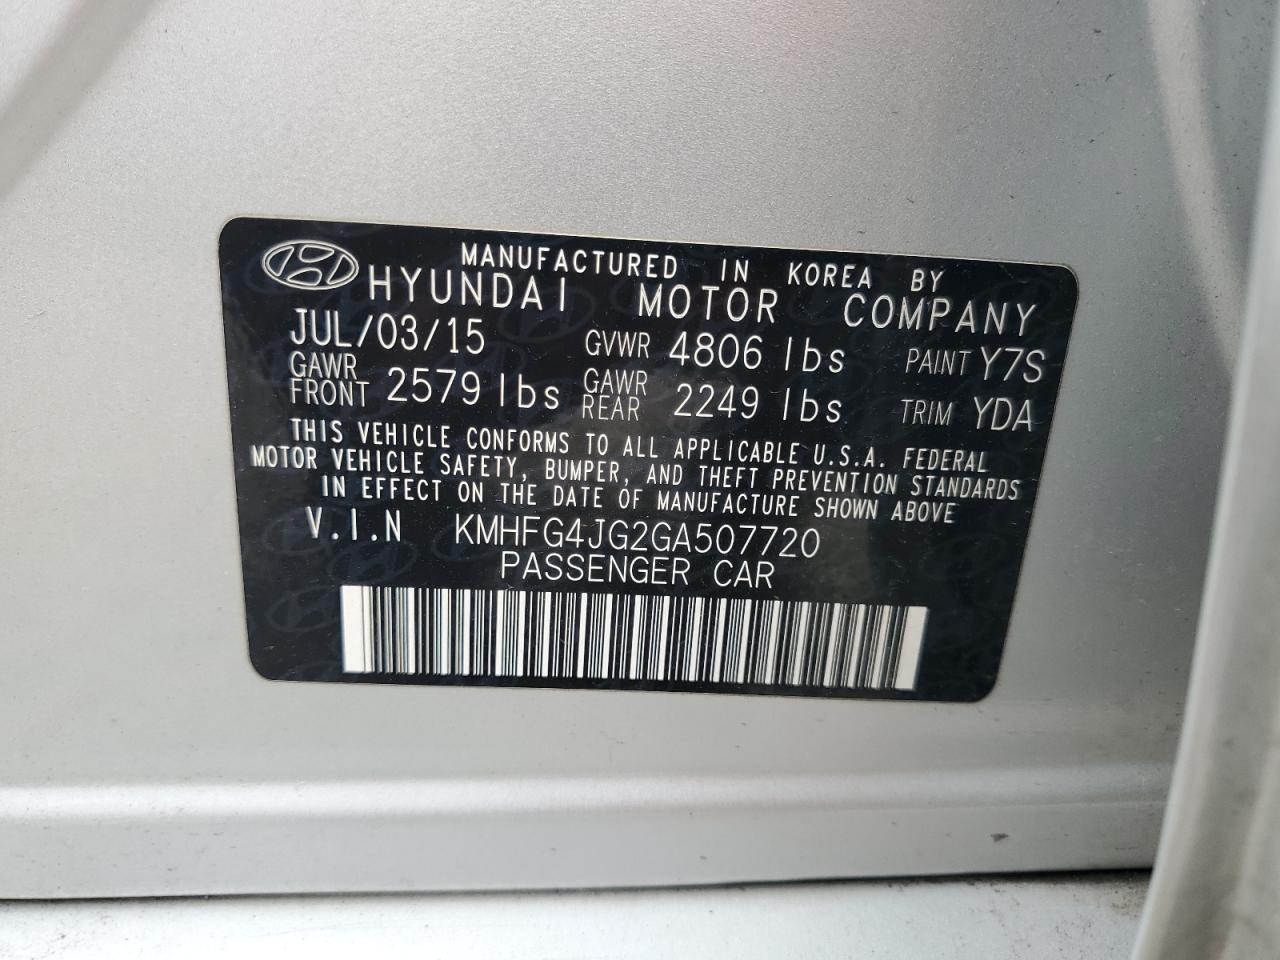 MANUFACTURED IN KOREA BY
HYUNDAI MOTOR COMPANY
JUL/03/15 GVWR 4806 lbs PAINT Y7S
GAWR FRONT 2579 lbs GAWR REAR 2249 lbs TRIM YDA
THIS VEHICLE CONFORMS TO ALL APPLICABLE U.S.A. FEDERAL
MOTOR VEHICLE SAFETY, BUMPER, AND THEFT PREVENTION STANDARDS
IN EFFECT ON THE DATE OF MANUFACTURE SHOWN ABOVE
V.I.N KMHFG4JG2GA507720
PASSENGER CAR